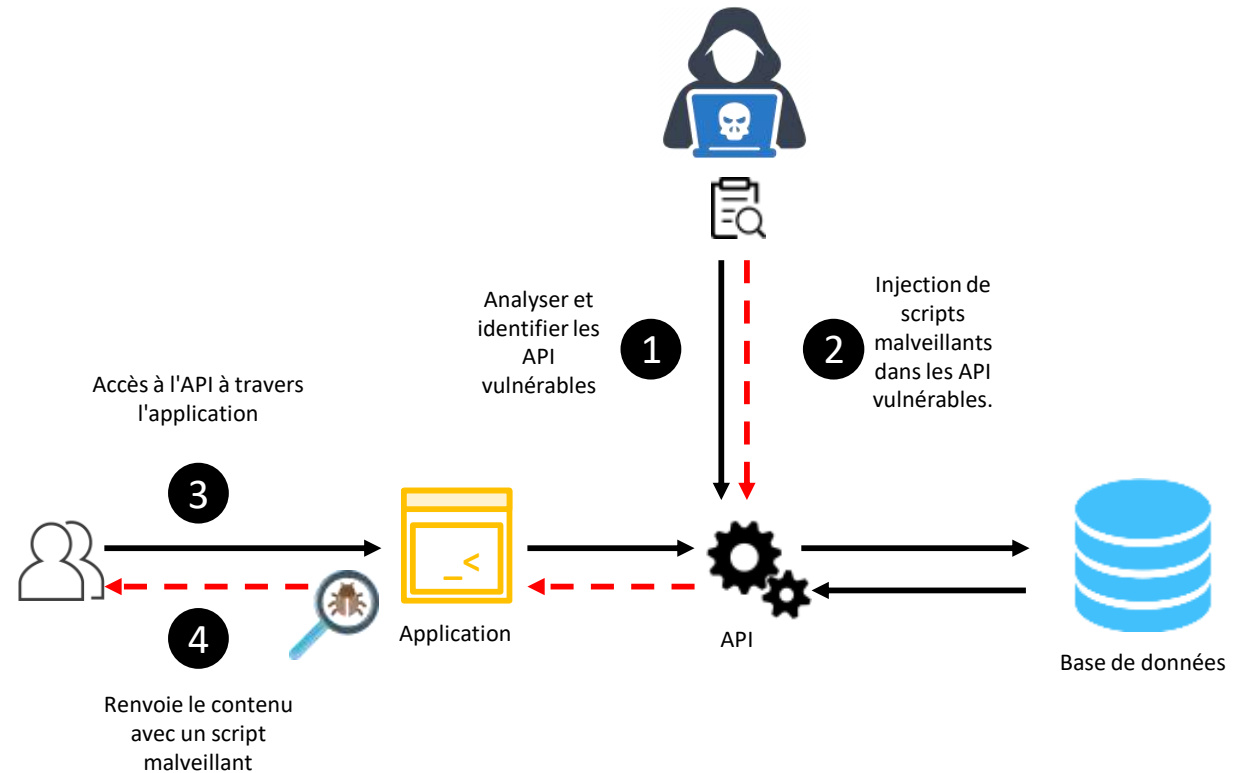 Analyser et
identifier les
API
vulnérables
1
2
Injection de
scripts
malveillants
dans les API
vulnérables.
Accès à l'API à travers
l'application
3
_<
4
Application
API
Base de données
Renvoie le contenu
avec un script
malveillant